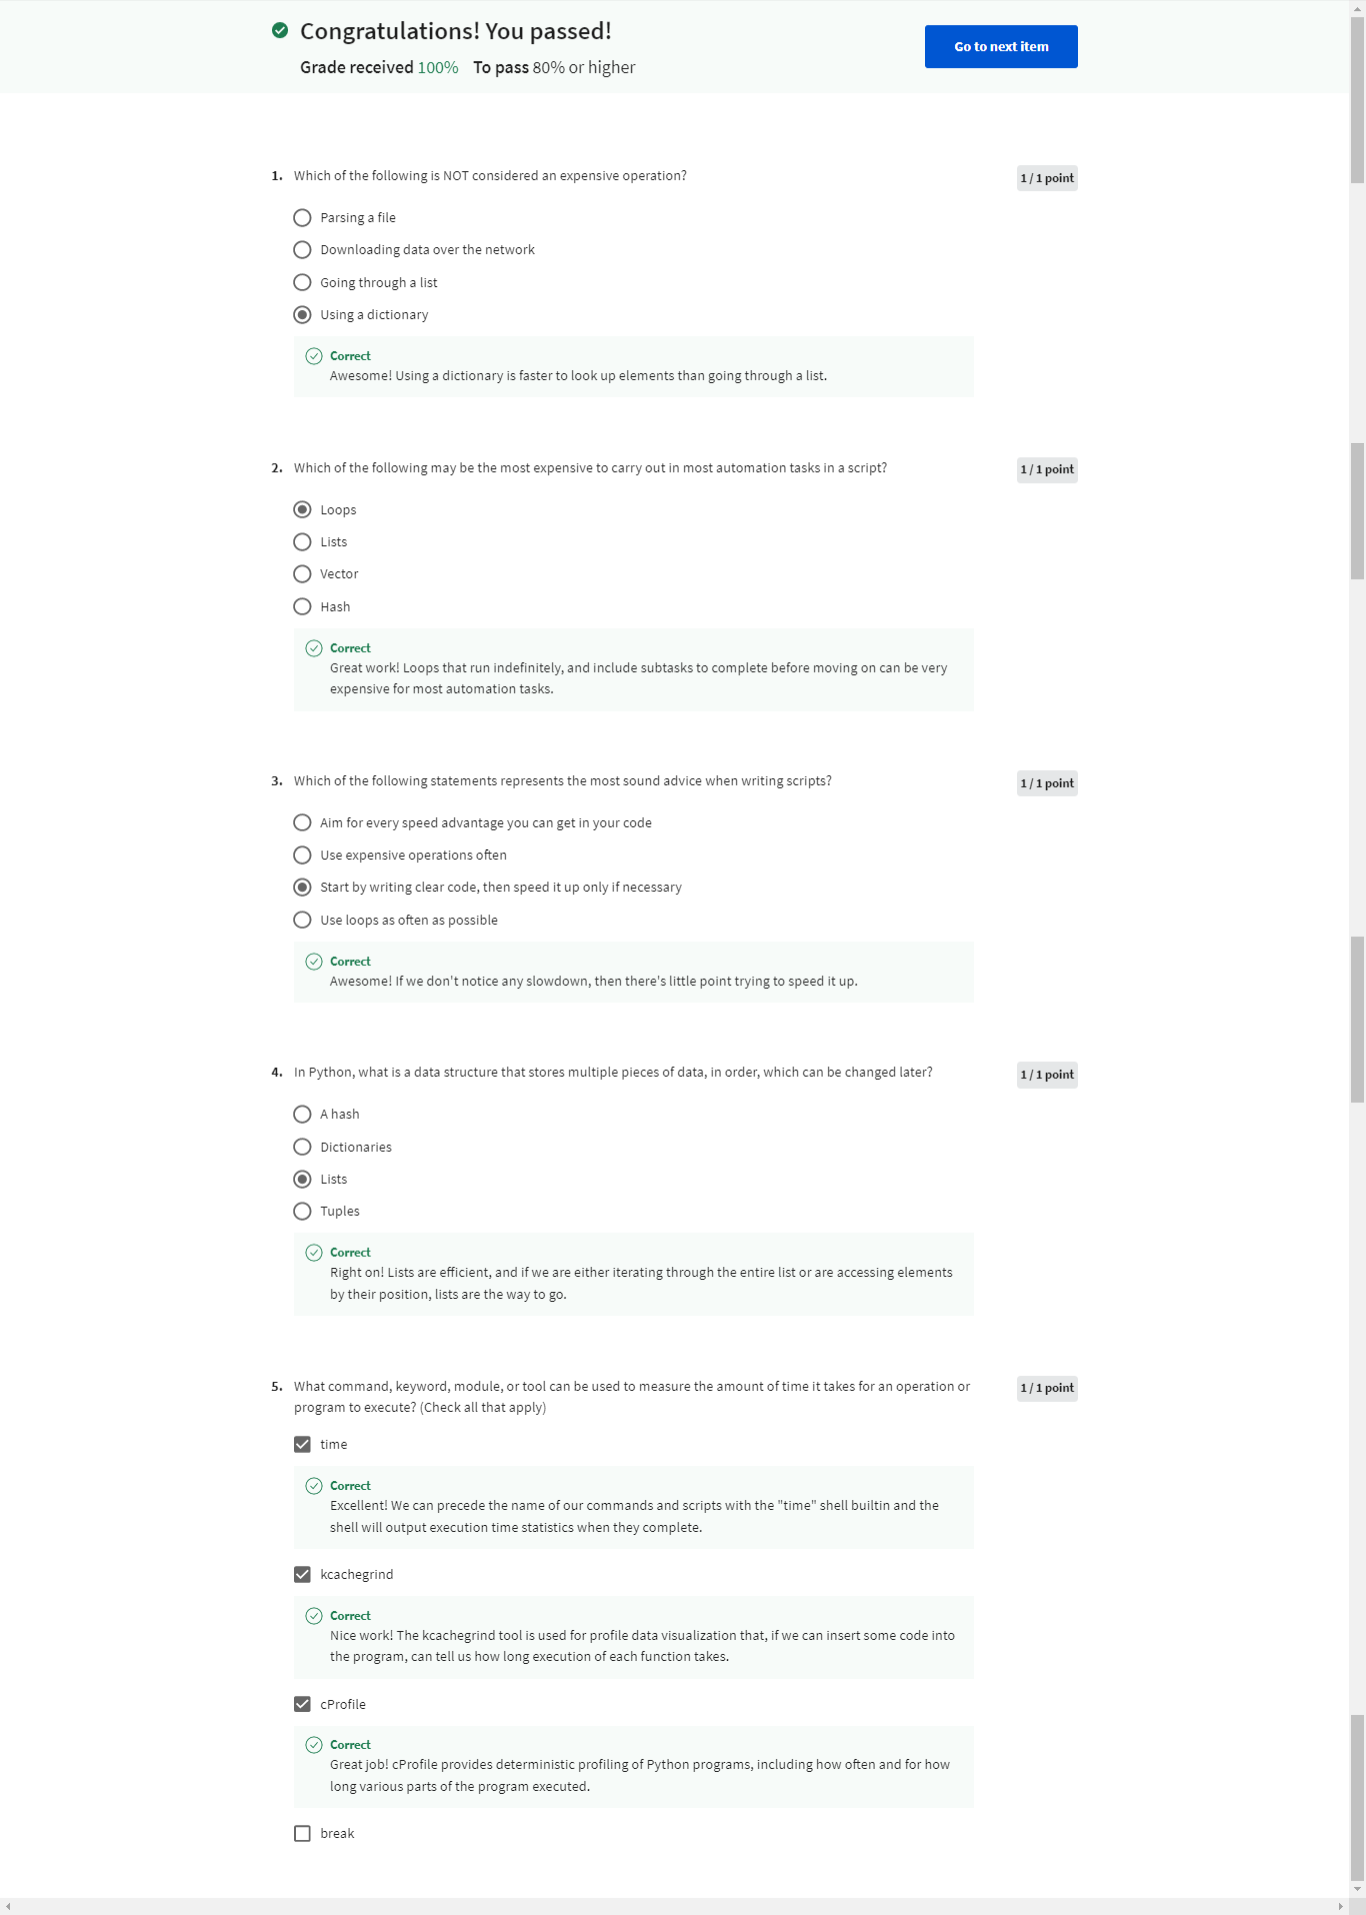 Congratulations! You passed!
Grade received 100% To pass 80% or higher
Go to next item
1. Which of the following is NOT considered an expensive operation?
1 / 1 point
Parsing a file
Downloading data over the network
Going through a list
Using a dictionary
Correct
Awesome! Using a dictionary is faster to look up elements than going through a list.
2. Which of the following may be the most expensive to carry out in most automation tasks in a script?
1 / 1 point
Loops
Lists
Vector
Hash
Correct
Great work! Loops that run indefinitely, and include subtasks to complete before moving on can be very
expensive for most automation tasks.
3. Which of the following statements represents the most sound advice when writing scripts?
1 / 1 point
Aim for every speed advantage you can get in your code
Use expensive operations often
Start by writing clear code, then speed it up only if necessary
Use loops as often as possible
Correct
Awesome! If we don't notice any slowdown, then there's little point trying to speed it up.
4. In Python, what is a data structure that stores multiple pieces of data, in order, which can be changed later?
1 / 1 point
A hash
Dictionaries
Lists
Tuples
Correct
Right on! Lists are efficient, and if we are either iterating through the entire list or are accessing elements
by their position, lists are the way to go.
5. What command, keyword, module, or tool can be used to measure the amount of time it takes for an operation or
program to execute? (Check all that apply)
1 / 1 point
time
Correct
Excellent! We can precede the name of our commands and scripts with the "time" shell builtin and the
shell will output execution time statistics when they complete.
kcachegrind
Correct
Nice work! The kcachegrind tool is used for profile data visualization that, if we can insert some code into
the program, can tell us how long execution of each function takes.
cProfile
Correct
Great job! cProfile provides deterministic profiling of Python programs, including how often and for how
long various parts of the program executed.
break